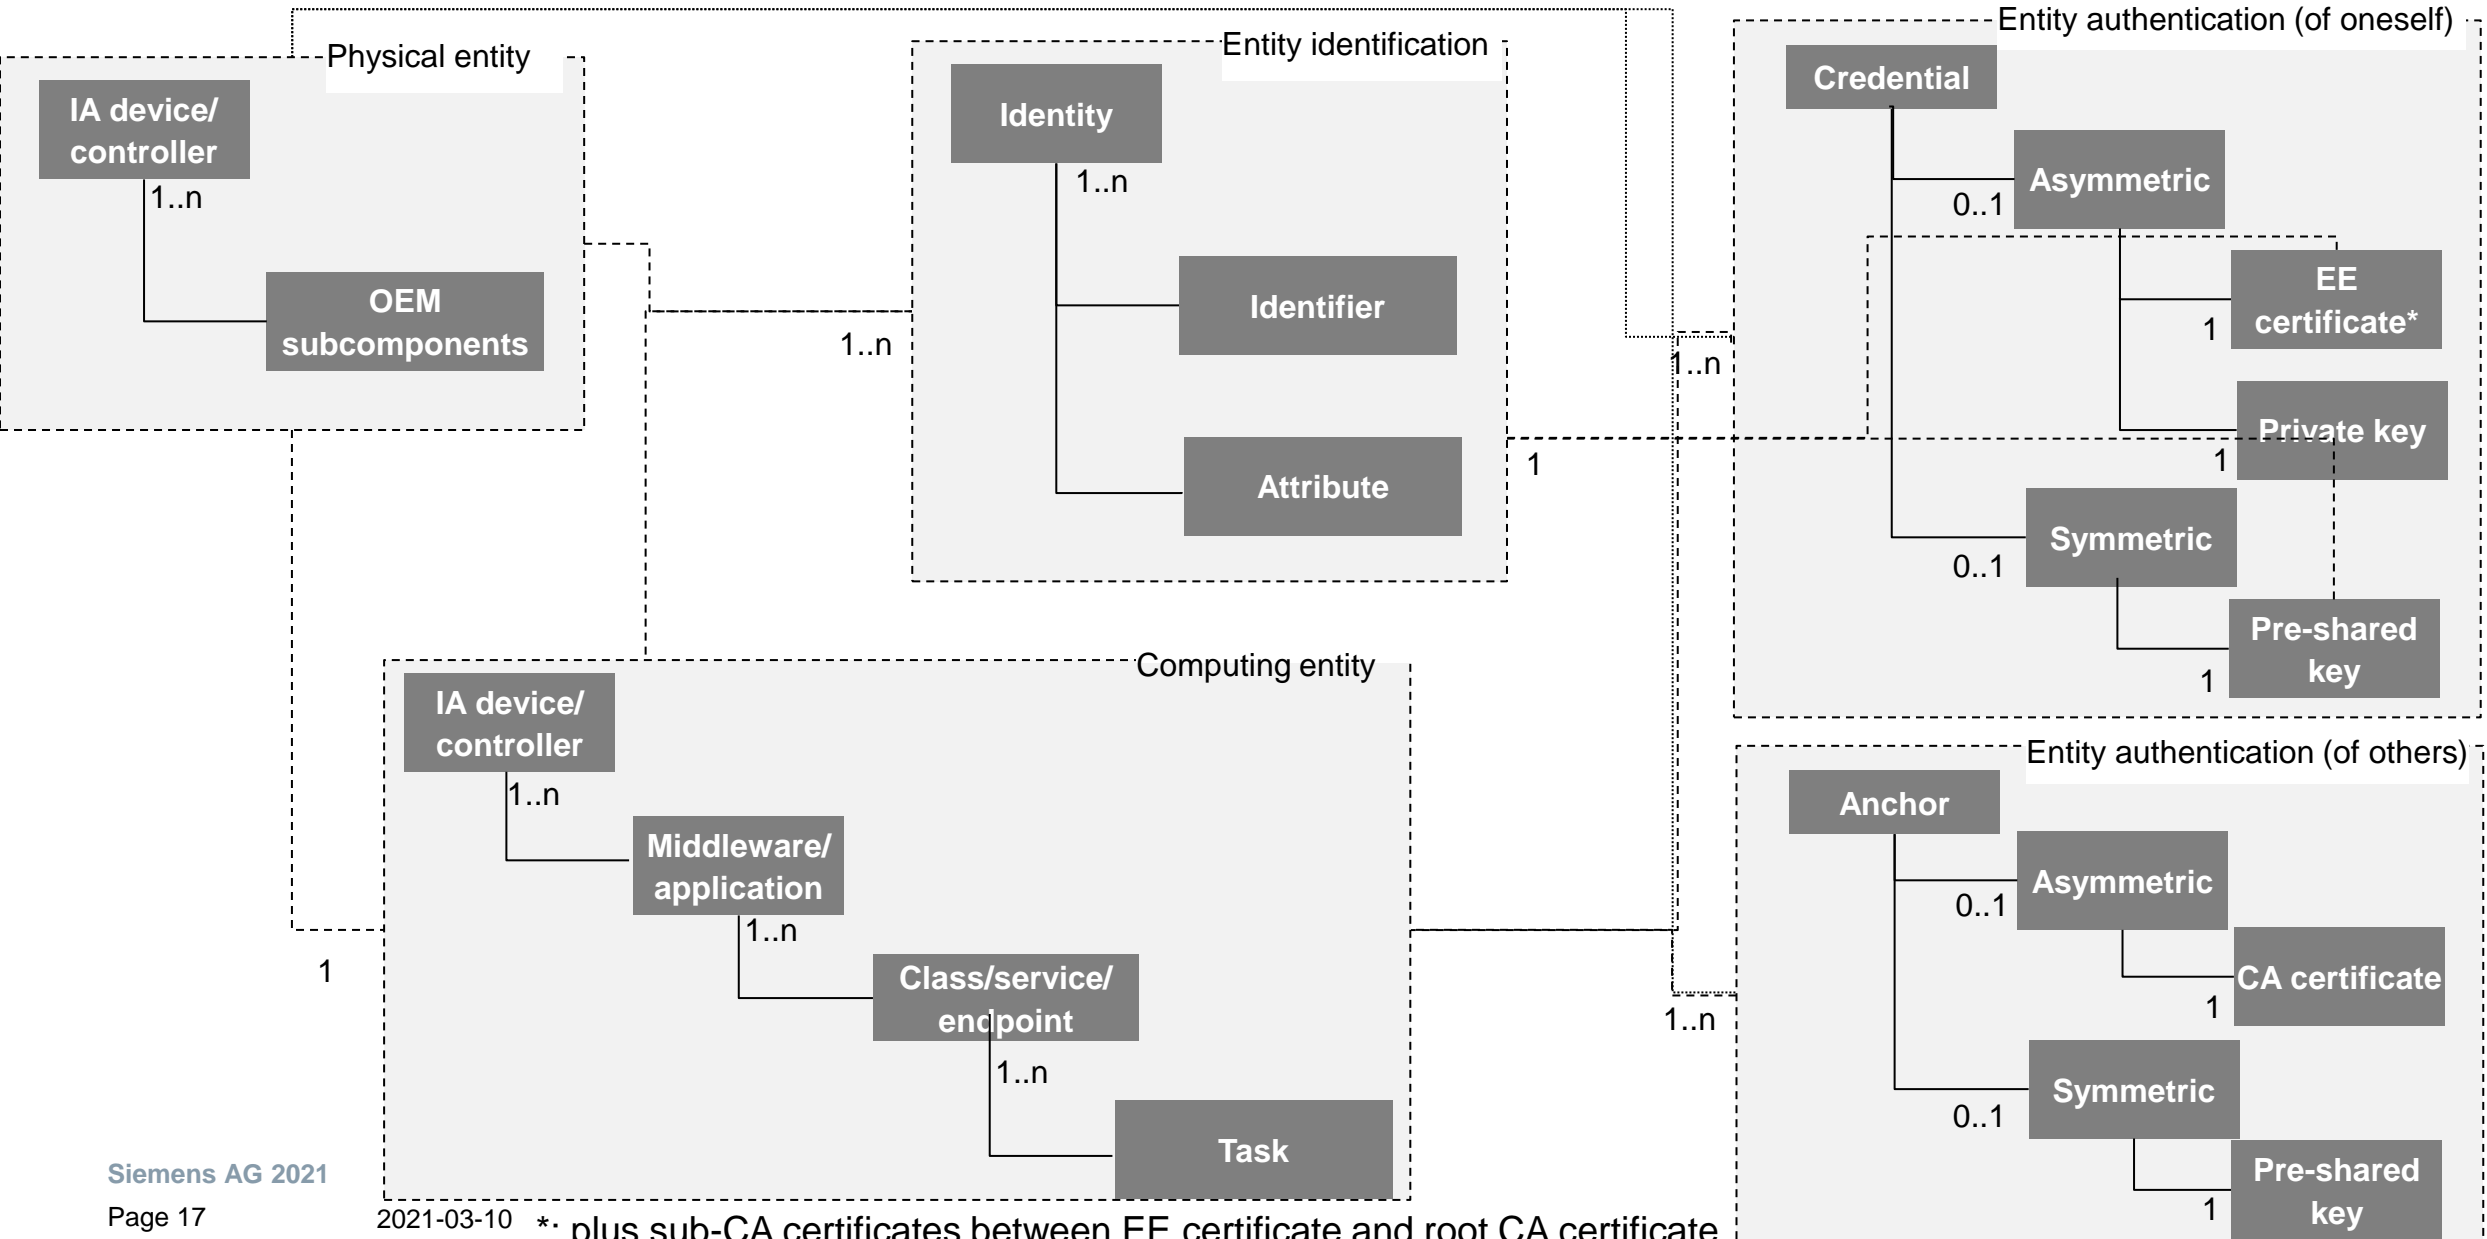 Physical entity
IA device/
controller
1..n
OEM
subcomponents
1..n
Entity identification
Identity
1..n
Identifier
Attribute
1
Entity authentication (of oneself)
Credential
Asymmetric
0..1
EE
certificate*
1
1..n
Private key
1
Symmetric
0..1
Pre-shared
key
1
Computing entity
IA device/
controller
1..n
Middleware/
application
1..n
Class/service/
endpoint
1..n
Task
1
1..n
Entity authentication (of others)
Anchor
Asymmetric
0..1
CA certificate
1
Symmetric
0..1
Pre-shared
key
1
Siemens AG 2021
Page 17
2021-03-10
*: plus sub-CA certificates between EE certificate and root CA certificate